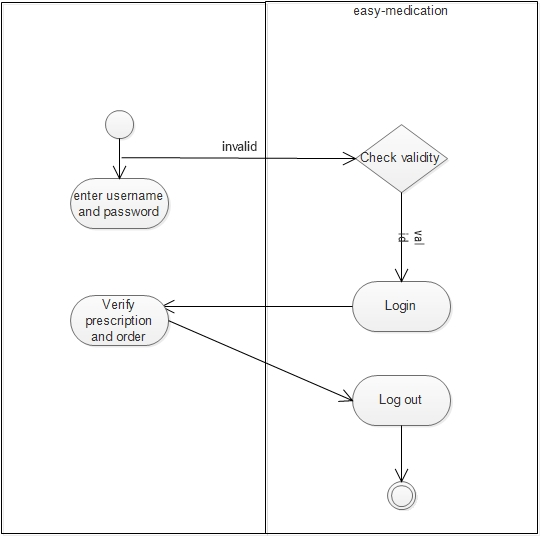 easy-medication
invalid
Check validity
enter username
and password
val
id
Verify
prescription
and order
Login
Log out